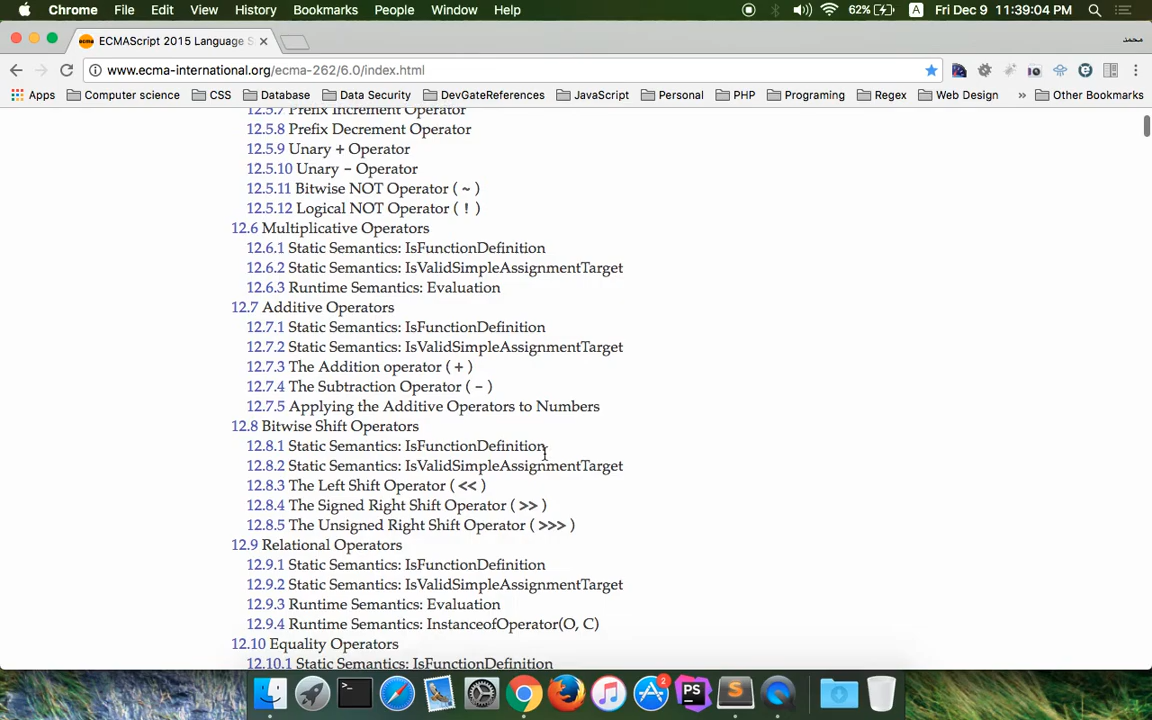 Chrome File Edit View History Bookmarks People Window Help 62% A Fri Dec 9 11:39:04 PM
ecma ECMAScript 2015 Language S محمد
www.ecma-international.org/ecma-262/6.0/index.html
Apps Computer science CSS Database Data Security DevGateReferences JavaScript Personal PHP Programing Regex Web Design » Other Bookmarks
12.5.7 Prefix Increment Operator
12.5.8 Prefix Decrement Operator
12.5.9 Unary + Operator
12.5.10 Unary - Operator
12.5.11 Bitwise NOT Operator ( ~ )
12.5.12 Logical NOT Operator ( ! )
12.6 Multiplicative Operators
12.6.1 Static Semantics: IsFunctionDefinition
12.6.2 Static Semantics: IsValidSimpleAssignmentTarget
12.6.3 Runtime Semantics: Evaluation
12.7 Additive Operators
12.7.1 Static Semantics: IsFunctionDefinition
12.7.2 Static Semantics: IsValidSimpleAssignmentTarget
12.7.3 The Addition operator ( + )
12.7.4 The Subtraction Operator ( - )
12.7.5 Applying the Additive Operators to Numbers
12.8 Bitwise Shift Operators
12.8.1 Static Semantics: IsFunctionDefinition
12.8.2 Static Semantics: IsValidSimpleAssignmentTarget
12.8.3 The Left Shift Operator ( << )
12.8.4 The Signed Right Shift Operator ( >> )
12.8.5 The Unsigned Right Shift Operator ( >>> )
12.9 Relational Operators
12.9.1 Static Semantics: IsFunctionDefinition
12.9.2 Static Semantics: IsValidSimpleAssignmentTarget
12.9.3 Runtime Semantics: Evaluation
12.9.4 Runtime Semantics: InstanceofOperator(O, C)
12.10 Equality Operators
12.10.1 Static Semantics: IsFunctionDefinition
2
PS
S